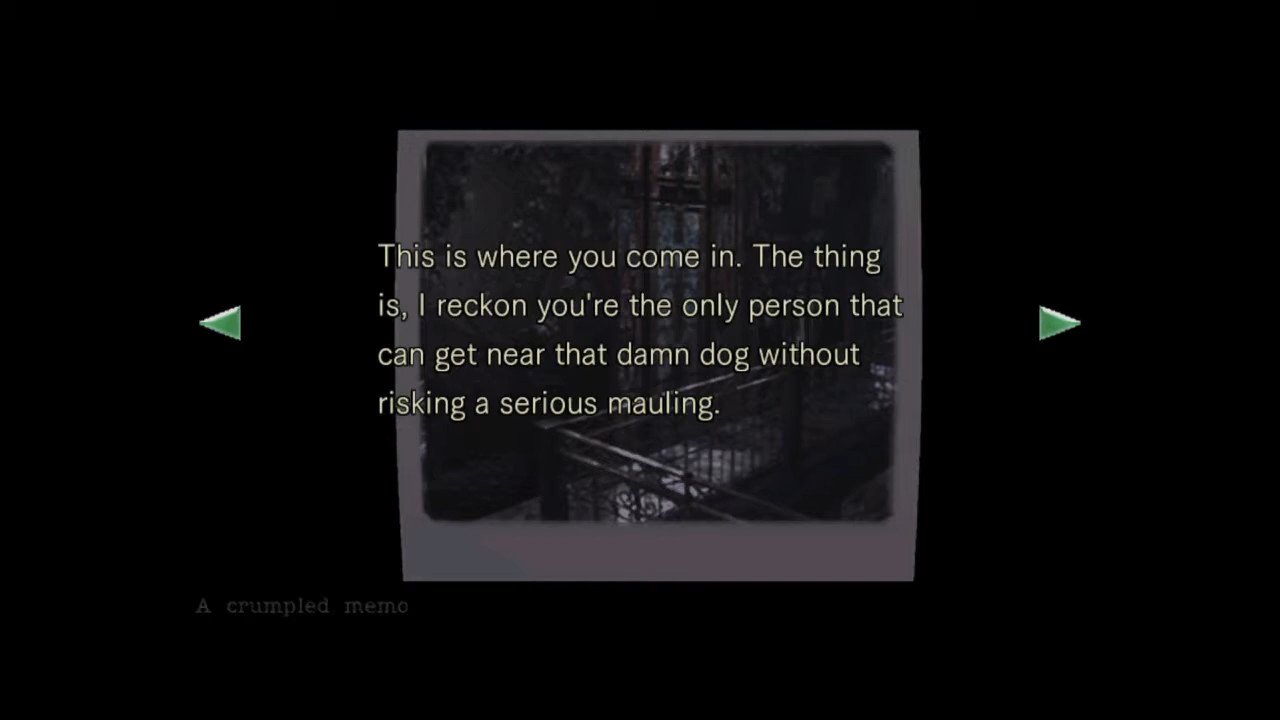 This is where you come in. The thing
is, I reckon you're the only person that
can get near that damn dog without
risking a serious mauling.
A crumpled memo